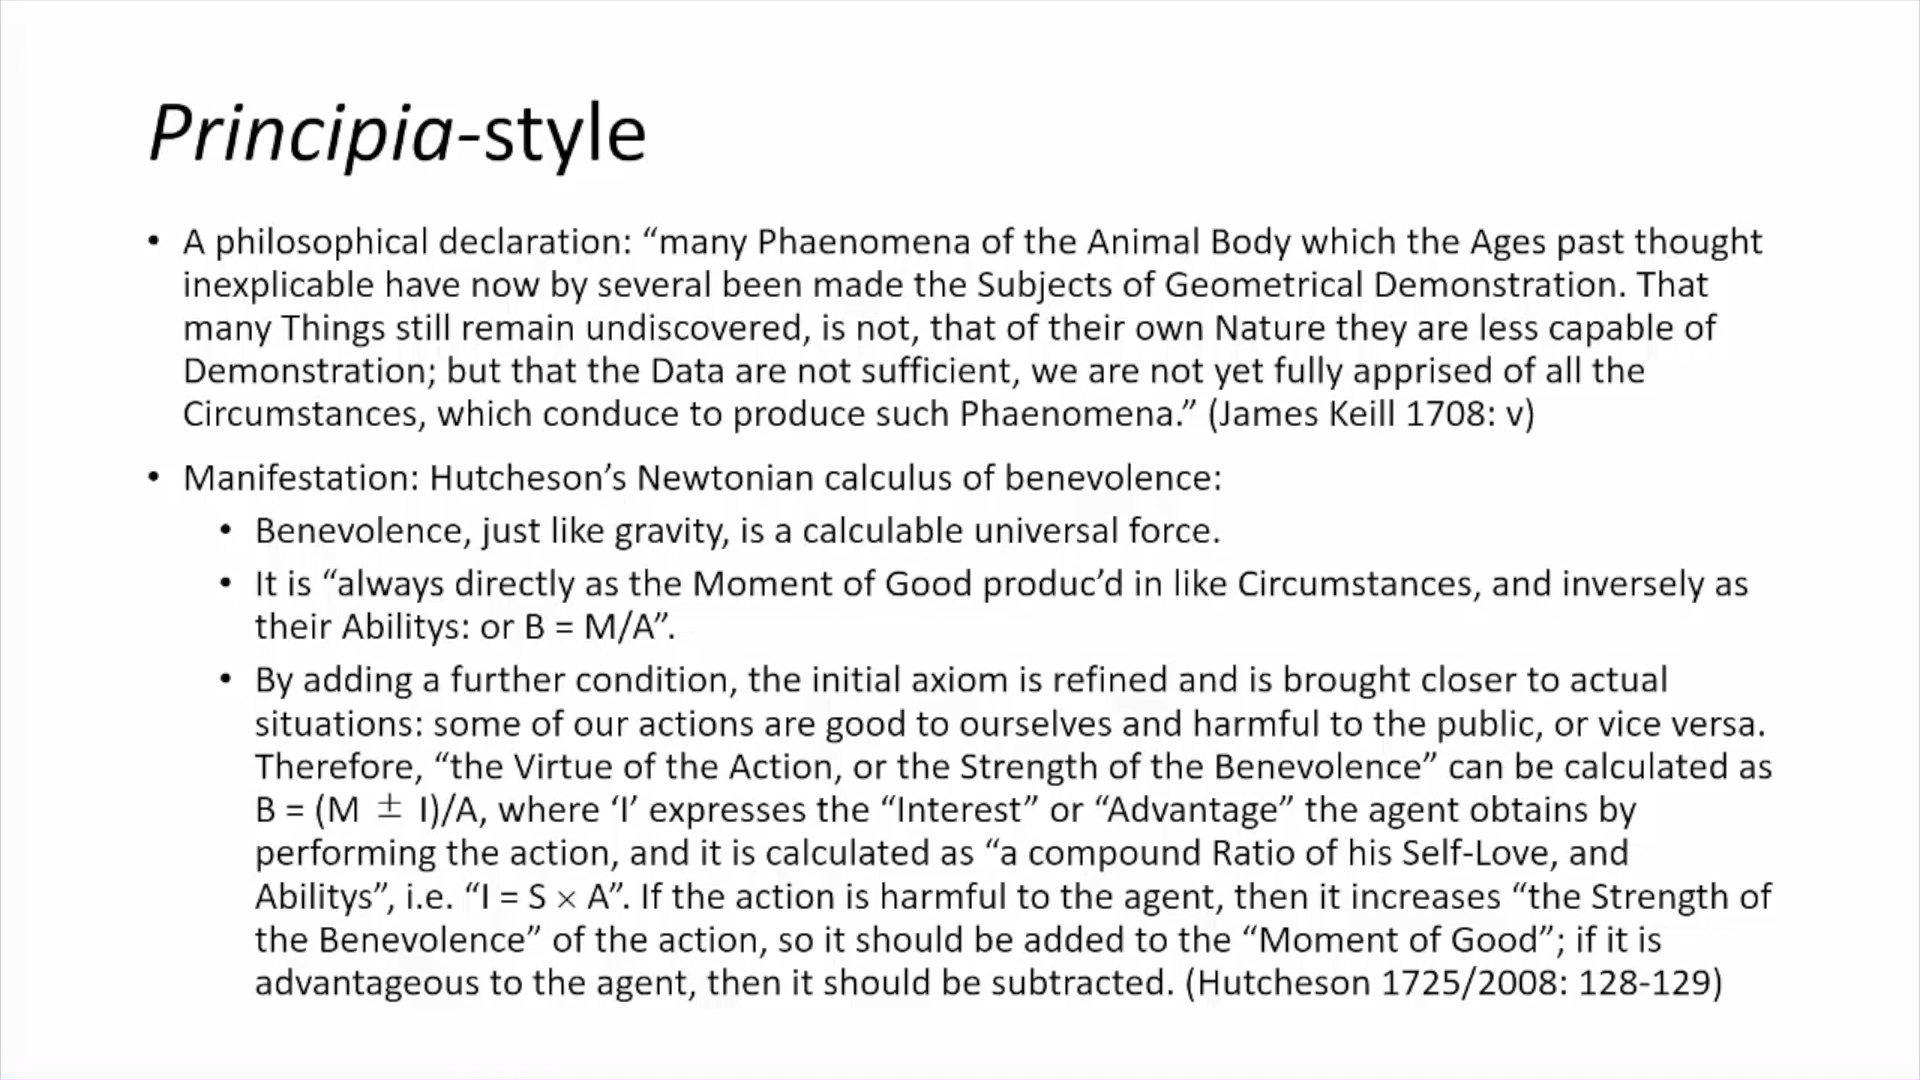 Principia-style
• A philosophical declaration: “many Phaenomena of the Animal Body which the Ages past thought
inexplicable have now by several been made the Subjects of Geometrical Demonstration. That
many Things still remain undiscovered, is not, that of their own Nature they are less capable of
Demonstration; but that the Data are not sufficient, we are not yet fully apprised of all the
Circumstances, which conduce to produce such Phaenomena.” (James Keill 1708: v)
• Manifestation: Hutcheson’s Newtonian calculus of benevolence:
• Benevolence, just like gravity, is a calculable universal force.
• It is “always directly as the Moment of Good produc’d in like Circumstances, and inversely as
their Abilitys: or B = M/A”.
• By adding a further condition, the initial axiom is refined and is brought closer to actual
situations: some of our actions are good to ourselves and harmful to the public, or vice versa.
Therefore, “the Virtue of the Action, or the Strength of the Benevolence” can be calculated as
B = (M ± I)/A, where ‘I’ expresses the “Interest” or “Advantage” the agent obtains by
performing the action, and it is calculated as “a compound Ratio of his Self-Love, and
Abilitys”, i.e. “I = S × A”. If the action is harmful to the agent, then it increases “the Strength of
the Benevolence” of the action, so it should be added to the “Moment of Good”; if it is
advantageous to the agent, then it should be subtracted. (Hutcheson 1725/2008: 128-129)